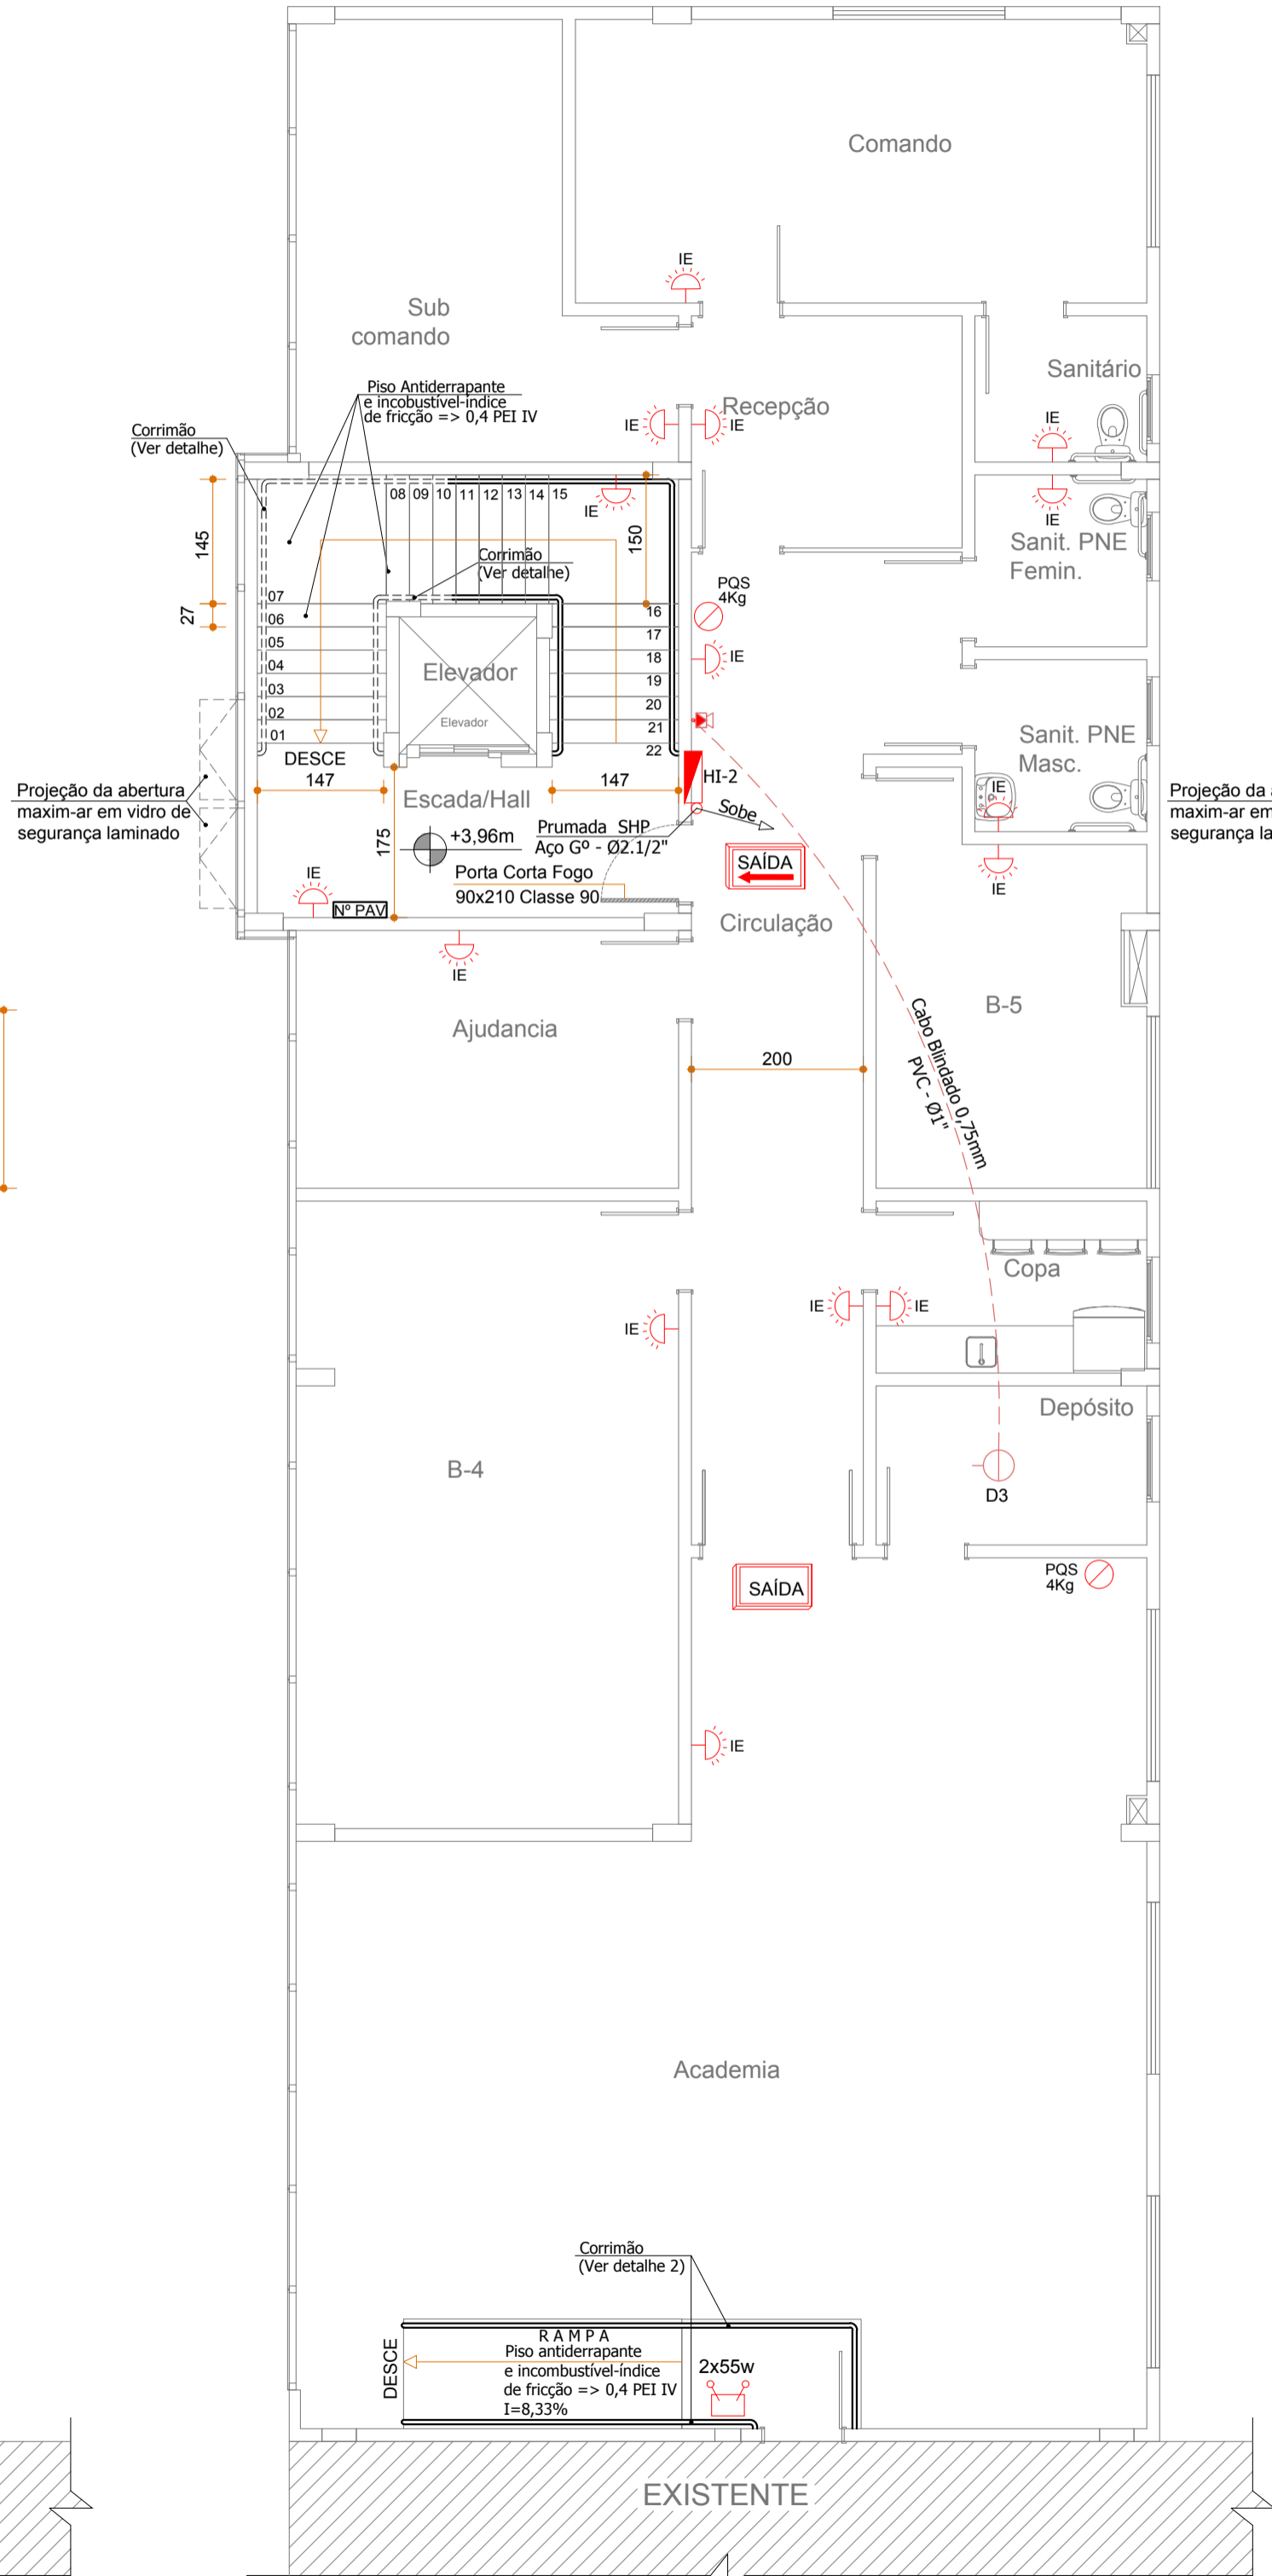 Comando
IE
Sub
comando
Sanitário
Recepção
Piso Antiderrapante
e incobustível-índice
de fricção => 0,4 PEI IV
Corrimão
(Ver detalhe)
IE
IE
IE
08
09
10
11
12
13
14
15
IE
IE
Sanit. PNE
Femin.
145
150
Corrimão
(Ver detalhe)
PQS
4Kg
27
07
06
05
04
03
02
01
16
17
18
19
20
21
22
IE
Elevador
Elevador
DESCE
147
147
Sanit. PNE
Masc.
IE
HI-2
Projeção da abertura
maxim-ar em vidro de
segurança laminado
Projeção da
maxim-ar em
segurança
Escada/Hall
Sobe
175
+3,96m
Prumada SHP
Aço Gº - Ø2.1/2"
Porta Corta Fogo
90x210 Classe 90
SAÍDA
IE
IE
Nº PAV
Circulação
IE
B-5
Ajudancia
Cabo Blindado 0,75mm
PVC - Ø1"
200
Copa
IE
IE
IE
Depósito
B-4
D3
PQS
4Kg
SAÍDA
IE
Academia
Corrimão
(Ver detalhe 2)
DESCE
R A M P A
Piso antiderrapante
e incombustível-índice
de fricção => 0,4 PEI IV
I=8,33%
2x55w
EXISTENTE